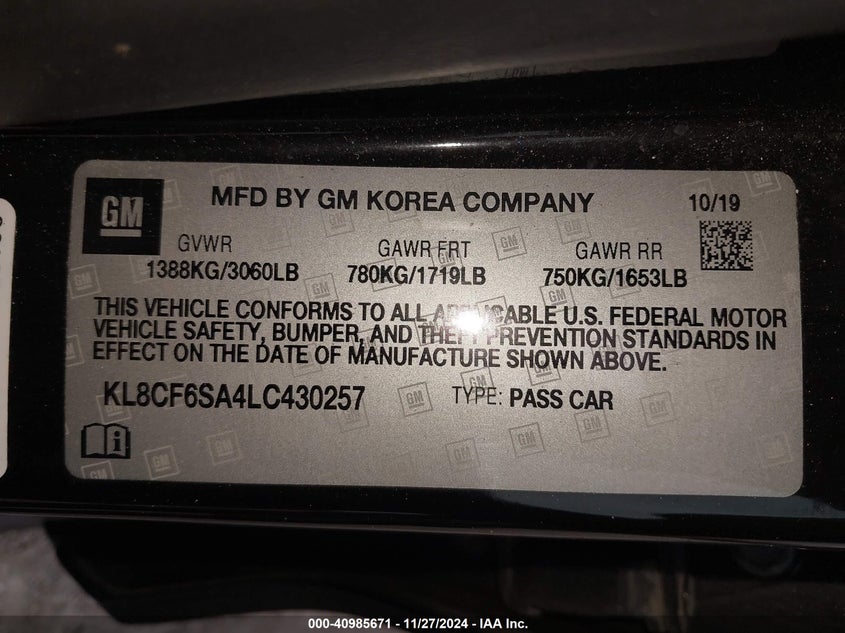 GM
MFD BY GM KOREA COMPANY
10/19
GVWR
GAWR FRT
GAWR RR
1388KG/3060LB
780KG/1719LB
750KG/1653LB
THIS VEHICLE CONFORMS TO ALL APPLICABLE U.S. FEDERAL MOTOR
VEHICLE SAFETY, BUMPER, AND THEFT PREVENTION STANDARDS IN
EFFECT ON THE DATE OF MANUFACTURE SHOWN ABOVE.
KL8CF6SA4LC430257
TYPE: PASS CAR
000-40985671 - 11/27/2024 - IAA Inc.